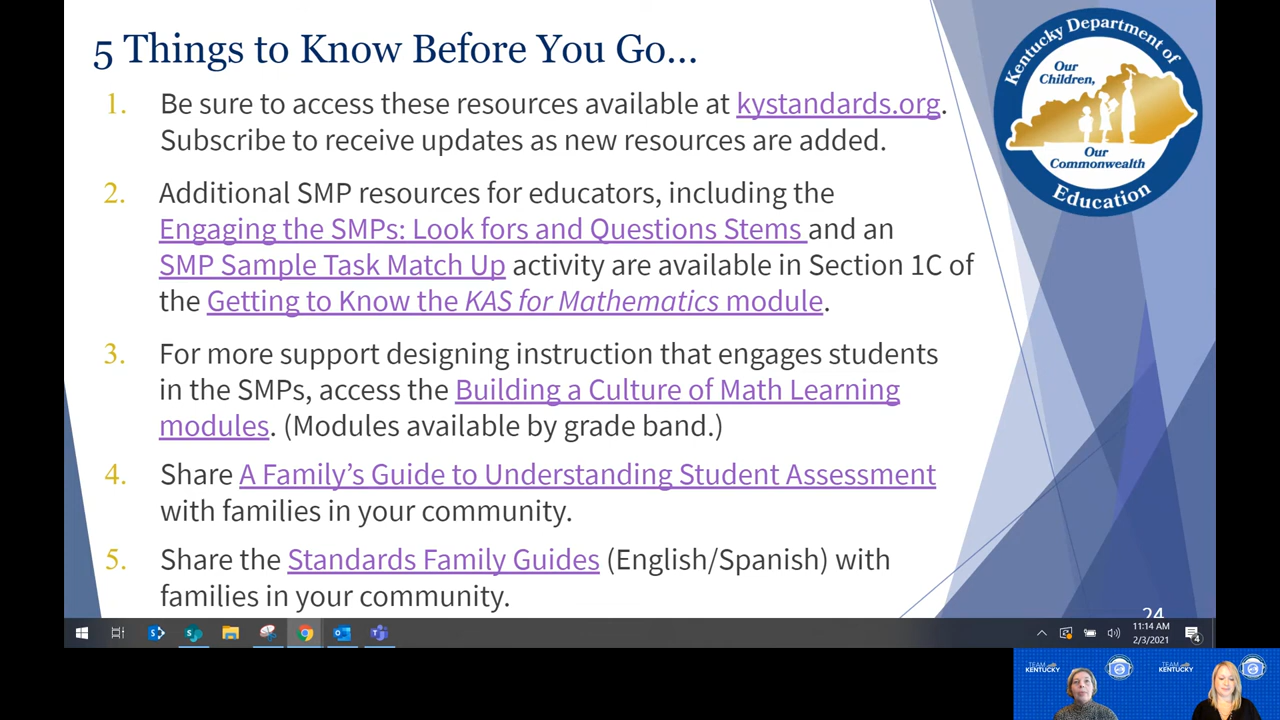 5 Things to Know Before You Go...
1. Be sure to access these resources available at kystandards.org.
Subscribe to receive updates as new resources are added.
2. Additional SMP resources for educators, including the
Engaging the SMPs: Look fors and Questions Stems and an
SMP Sample Task Match Up activity are available in Section 1C of
the Getting to Know the KAS for Mathematics module.
3. For more support designing instruction that engages students
in the SMPs, access the Building a Culture of Math Learning
modules. (Modules available by grade band.)
4. Share A Family's Guide to Understanding Student Assessment
with families in your community.
5. Share the Standards Family Guides (English/Spanish) with
families in your community.
Kentucky Department of
Education
Our
Children,
Our
Commonwealth
24
11:14 AM
2/3/2021
4
TEAM
KENTUCKY
TEAM
KENTUCKY